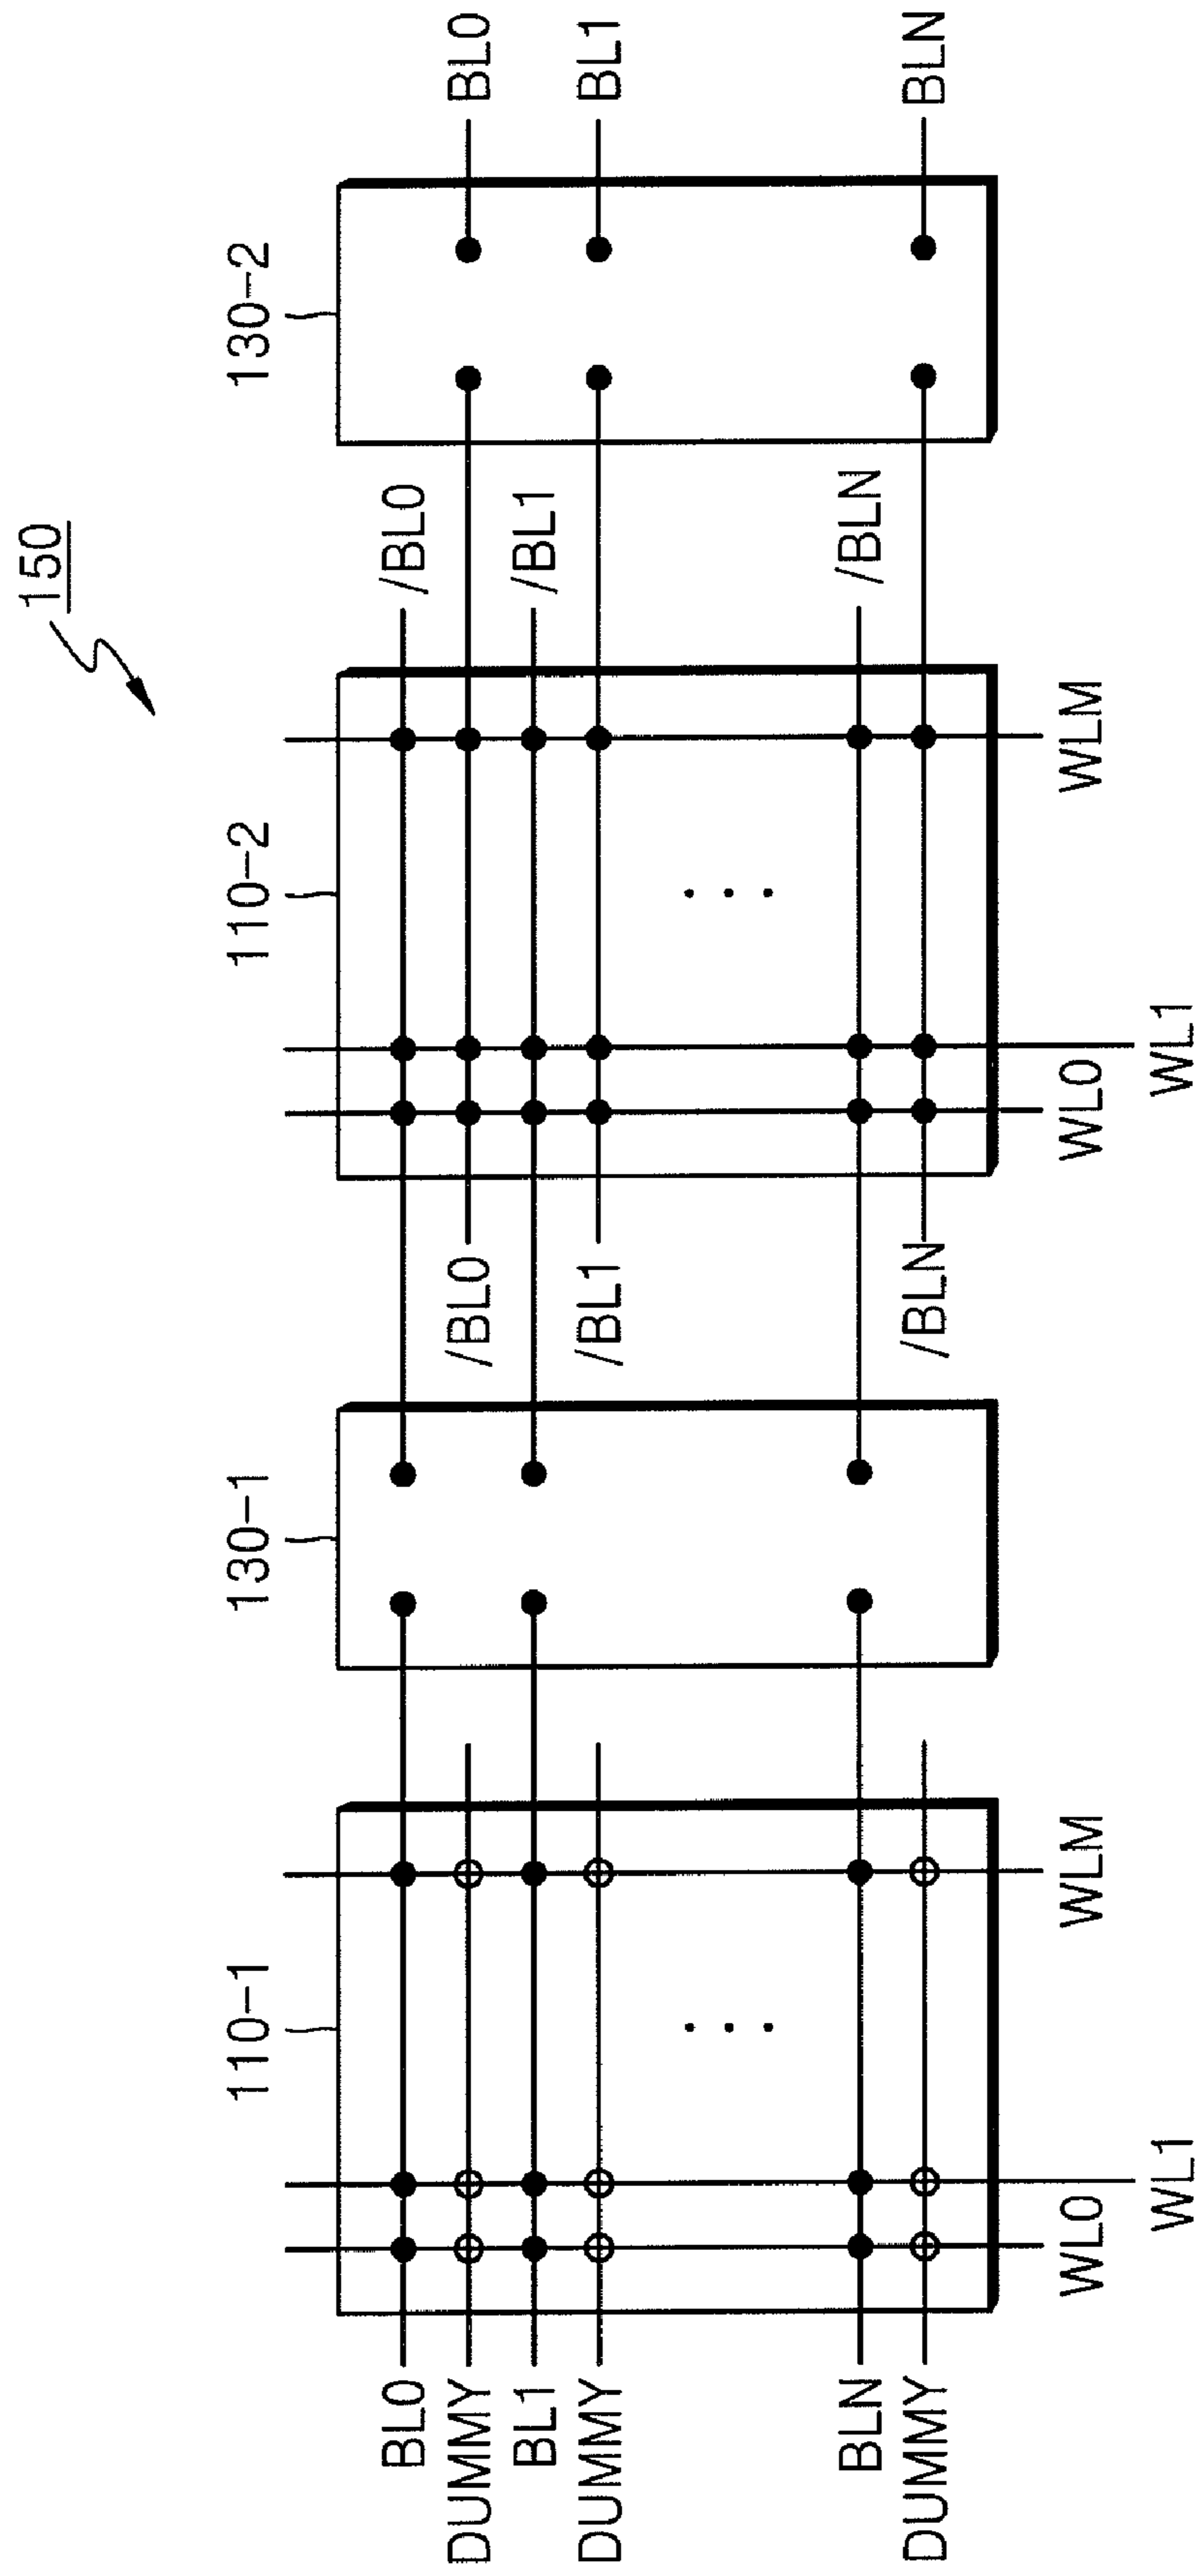 150
110-1
130-1
110-2
130-2
BL0
/BL0
DUMMY
/BL0
BL0
BL1
/BL1
DUMMY
/BL1
BL1
BLN
/BLN
DUMMY
/BLN
BLN
WL0
WLM
WL0
WLM
WL1
WL1